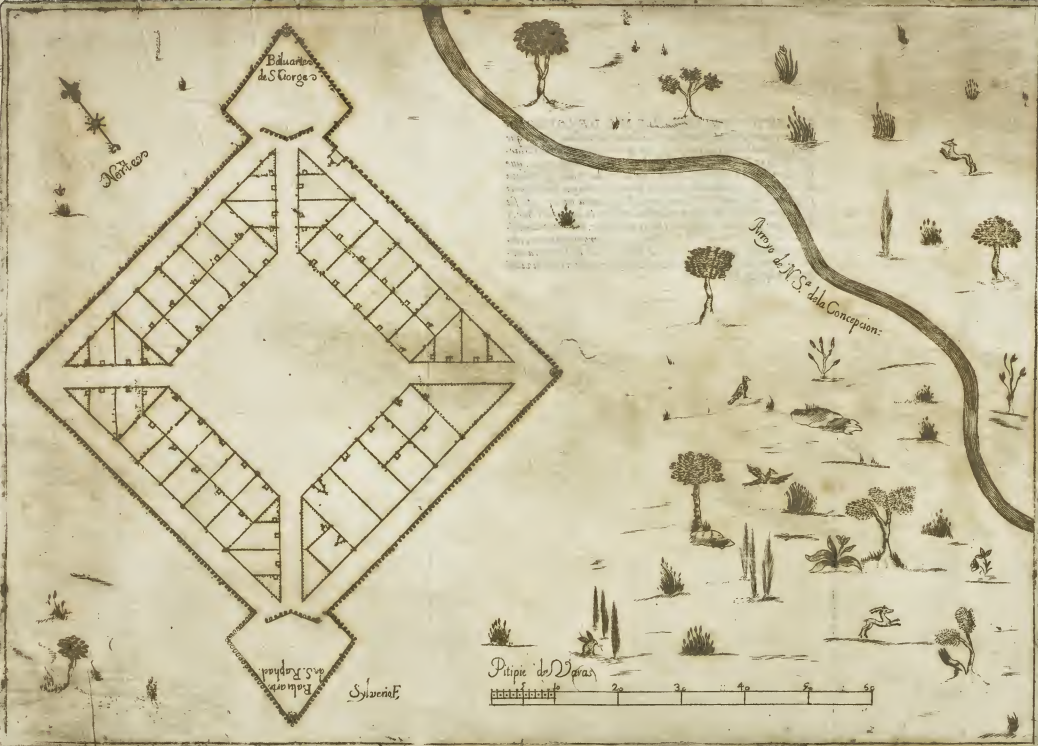 Baluarte
de S. Jorge
Norte
Arroyo de N. S.a de la Concepcion:
Baluarte
de S. Raphael
Sylverio F.
Pitipie de Varas
10 20 30 40 50